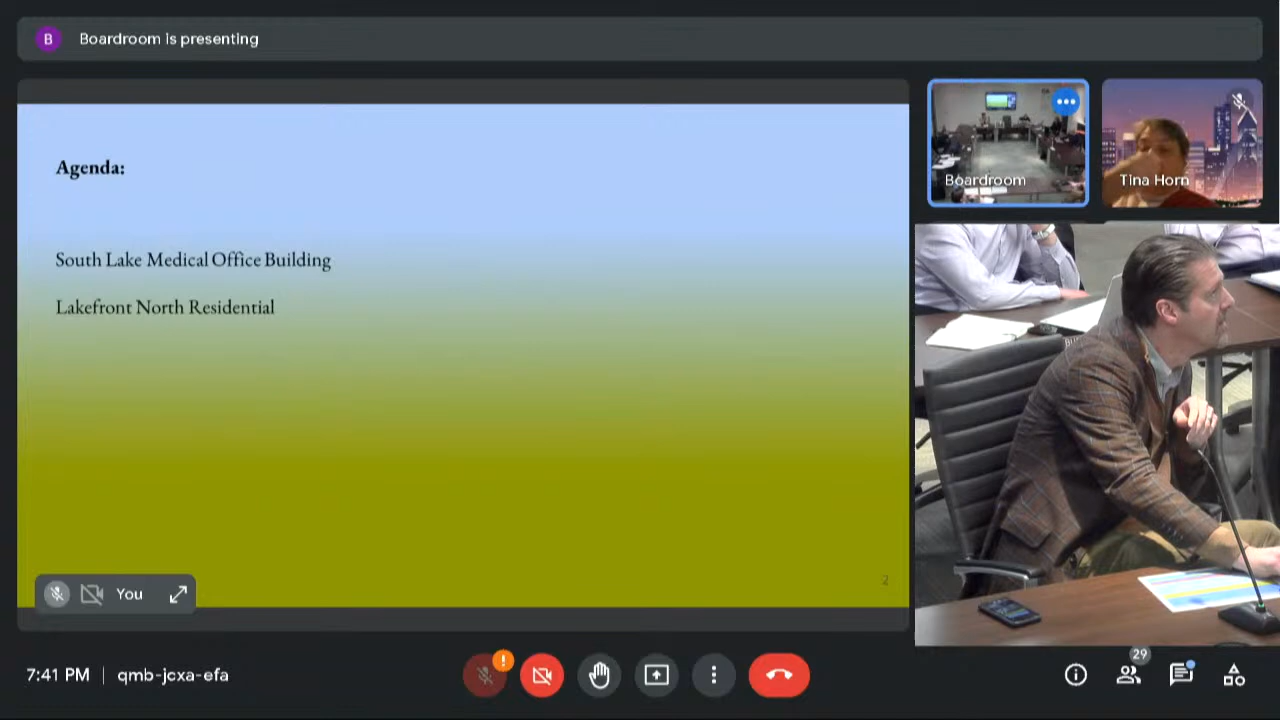 B
Boardroom is presenting
Agenda:
South Lake Medical Office Building
Lakefront North Residential
2
You
Boardroom
Tina Horn
7:41 PM | qmb-jcxa-efa
!
29